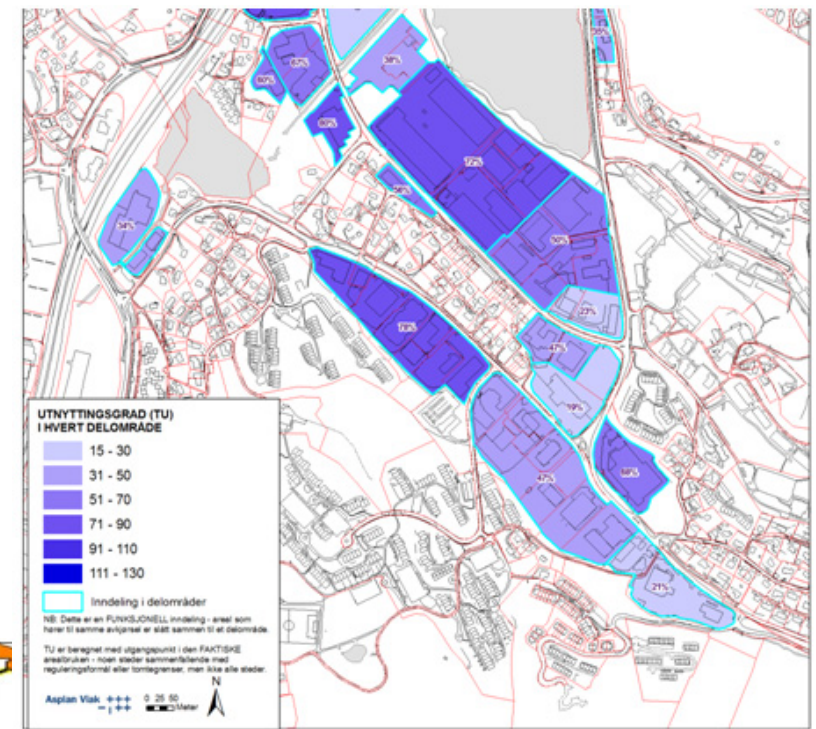 38%
67%
60%
72%
50%
23%
47%
19%
78%
47%
21%
UTNYTTINGSGRAD (TU)
I HVERT DELOMRÅDE
15 - 30
31 - 50
51 - 70
71 - 90
91 - 110
111 - 130
Inndeling i delområder
NB: Dette er en FUNKSJONELL inndeling - areal som
hører til samme avkjørsel er slått sammen til et delområde.
TU er beregnet med utgangspunkt i den FAKTISKE
arealbruken - noen steder sammenfallende med
reguleringsformål eller tomtegrenser, men ikke alle steder.
Asplan Viak
0 25 50
Meter
N